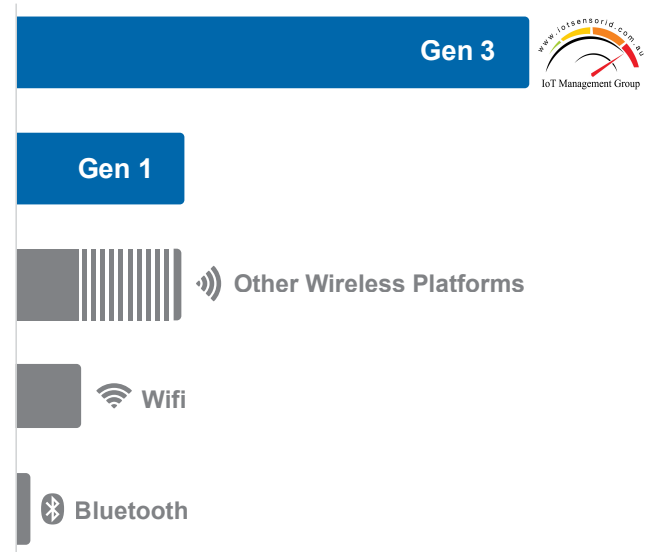 Gen 3
www.iotsensorid.com.au
IoT Management Group
Gen 1
Other Wireless Platforms
Wifi
Bluetooth